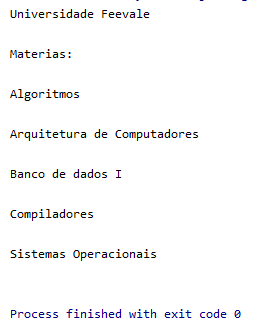 Universidade Feevale
Materias:
Algoritmos
Arquitetura de Computadores
Banco de dados I
Compiladores
Sistemas Operacionais
Process finished with exit code 0